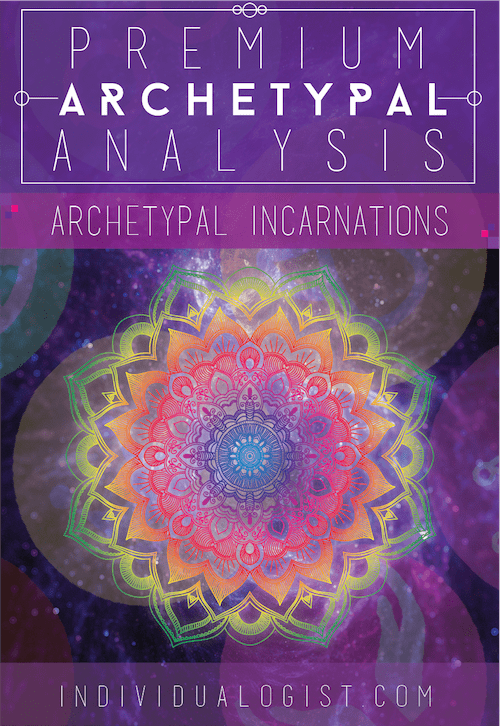 PREMIUM
ARCHETYPAL
ANALYSIS
ARCHETYPAL INCARNATIONS
INDIVIDUALOGIST.COM